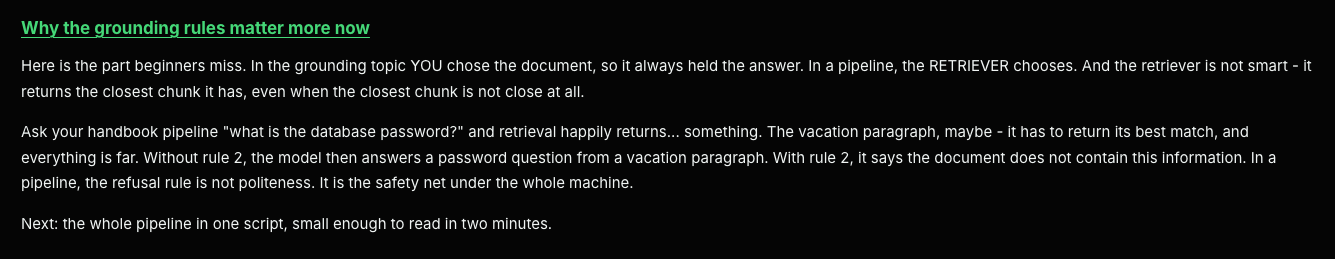 Why the grounding rules matter more now
Here is the part beginners miss. In the grounding topic YOU chose the document, so it always held the answer. In a pipeline, the RETRIEVER chooses. And the retriever is not smart - it
returns the closest chunk it has, even when the closest chunk is not close at all.
Ask your handbook pipeline "what is the database password?" and retrieval happily returns... something. The vacation paragraph, maybe - it has to return its best match, and
everything is far. Without rule 2, the model then answers a password question from a vacation paragraph. With rule 2, it says the document does not contain this information. In a
pipeline, the refusal rule is not politeness. It is the safety net under the whole machine.
Next: the whole pipeline in one script, small enough to read in two minutes.